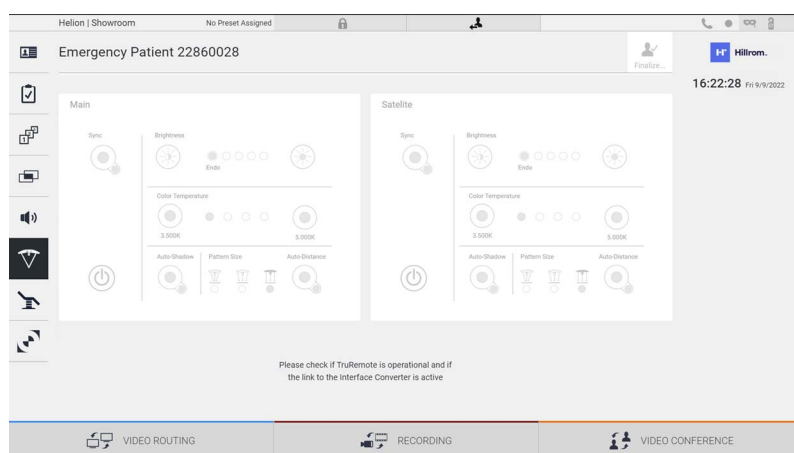 Helion | Showroom
No Preset Assigned
Emergency Patient 22860028
Finalize...
Hillrom.
16:22:28 Fri 9/9/2022
Main
Sync
Brightness
Endo
Color Temperature
3.500K
5.000K
Auto-Shadow
Pattern Size
Auto-Distance
Satelite
Sync
Brightness
Endo
Color Temperature
3.500K
5.000K
Auto-Shadow
Pattern Size
Auto-Distance
Please check if TruRemote is operational and if
the link to the Interface Converter is active
VIDEO ROUTING
RECORDING
VIDEO CONFERENCE